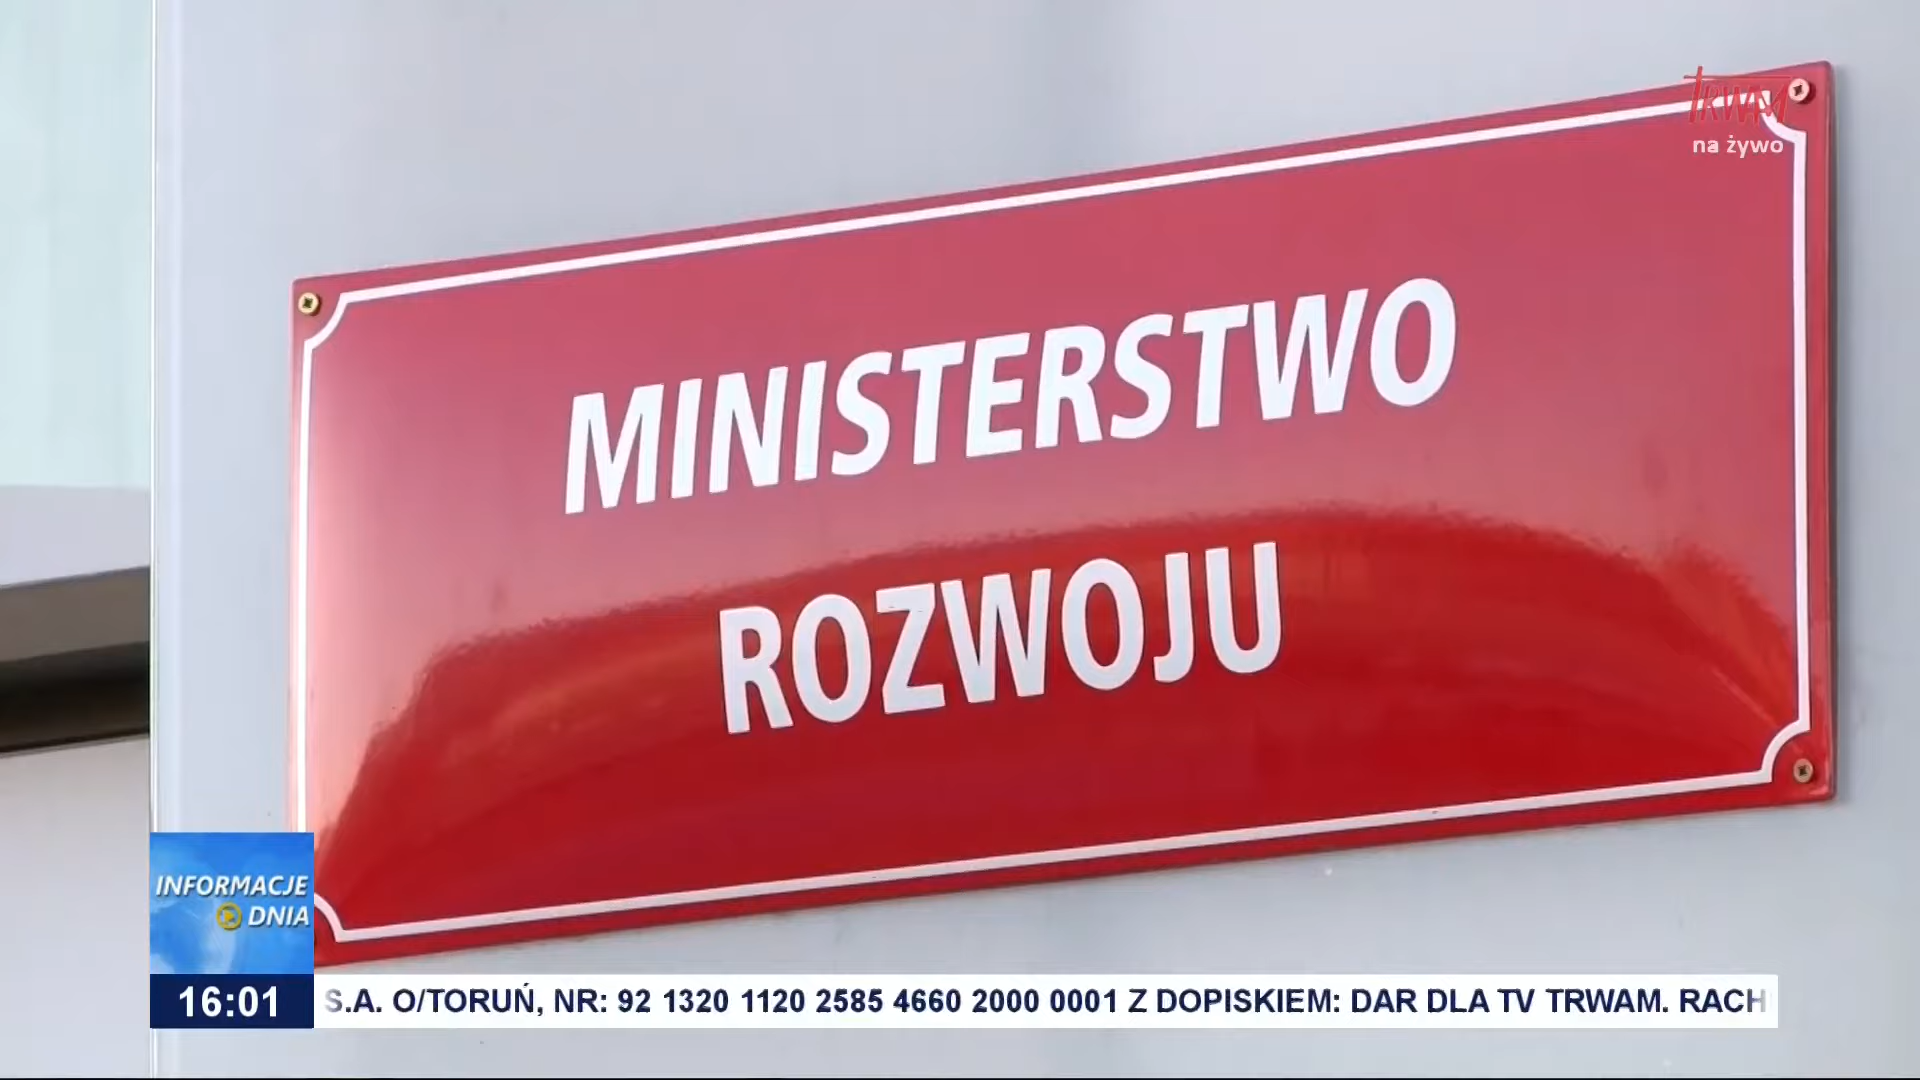 TRWAM
na żywo
MINISTERSTWO
ROZWOJU
INFORMACJE
DNIA
16:01
S.A. O/TORUŃ, NR: 92 1320 1120 2585 4660 2000 0001 Z DOPISKIEM: DAR DLA TV TRWAM. RACH